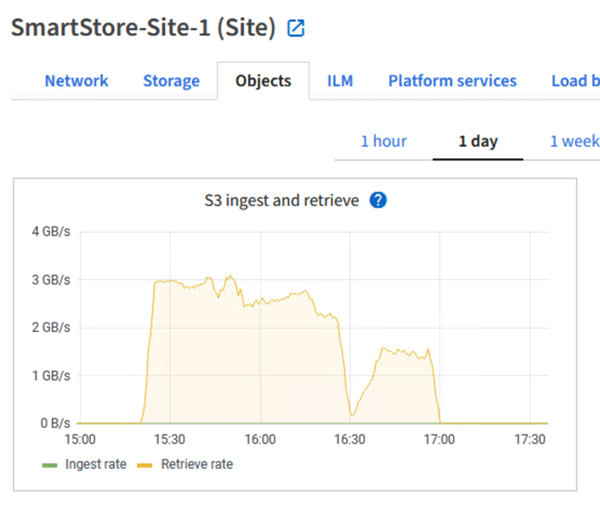 SmartStore-Site-1 (Site)
Network Storage Objects ILM Platform services Load b
1 hour 1 day 1 week
S3 ingest and retrieve ?
4 GB/s
3 GB/s
2 GB/s
1 GB/s
0 B/s
15:00 15:30 16:00 16:30 17:00 17:30
Ingest rate Retrieve rate